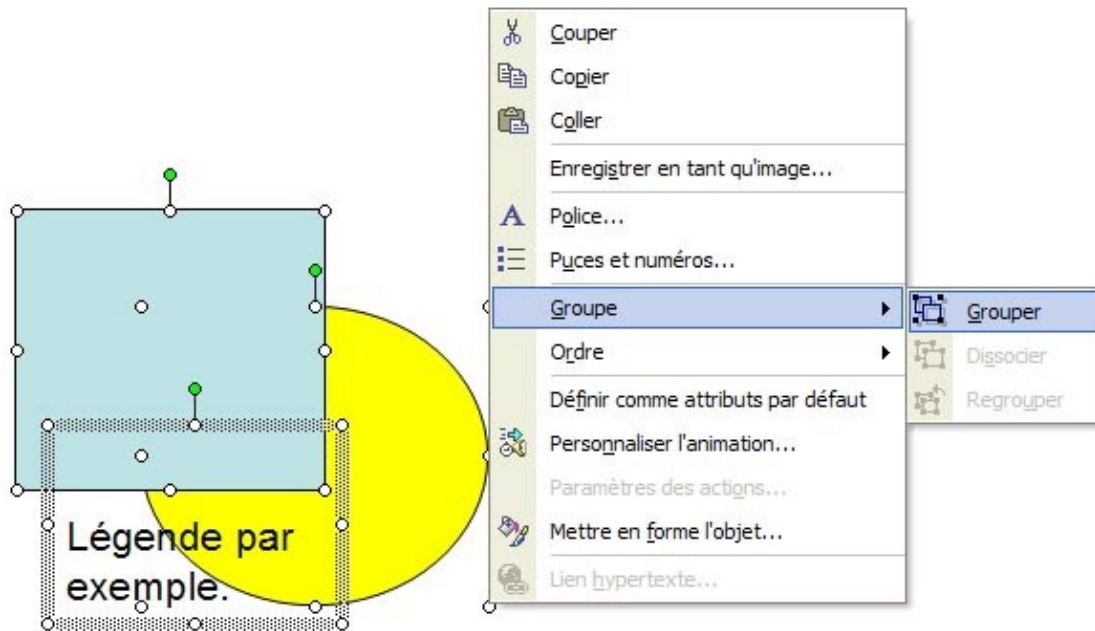 Couper
Copier
Coller
Enregistrer en tant qu'image...
Police...
Puces et numéros...
Groupe
Grouper
Ordre
Dissocier
Regrouper
Définir comme attributs par défaut
Personnaliser l'animation...
Paramètres des actions...
Mettre en forme l'objet...
Lien hypertexte...
Légende par
exemple.